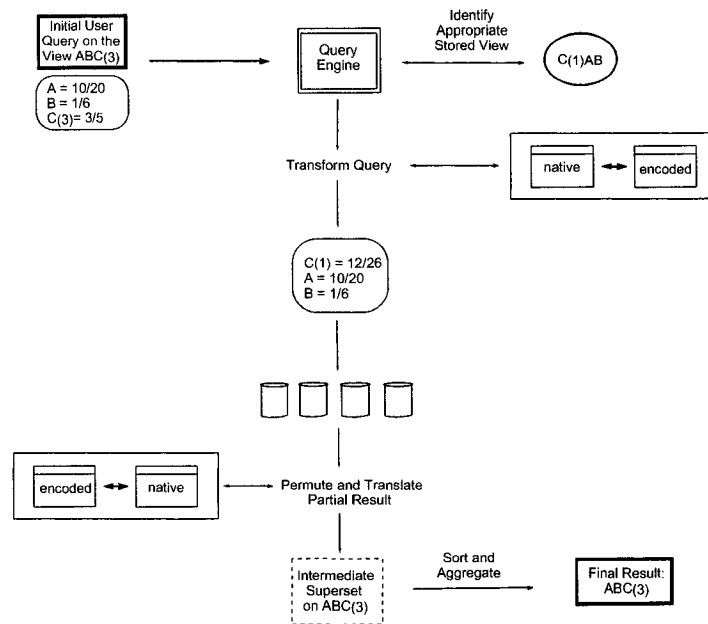 Initial User
Query on the
View ABC(3)
A = 10/20
B = 1/6
C(3)= 3/5
Query
Engine
Identify
Appropriate
Stored View
C(1)AB
Transform Query
native
encoded
C(1) = 12/26
A = 10/20
B = 1/6
encoded
native
Permute and Translate
Partial Result
Intermediate
Superset
on ABC(3)
Sort and
Aggregate
Final Result:
ABC(3)